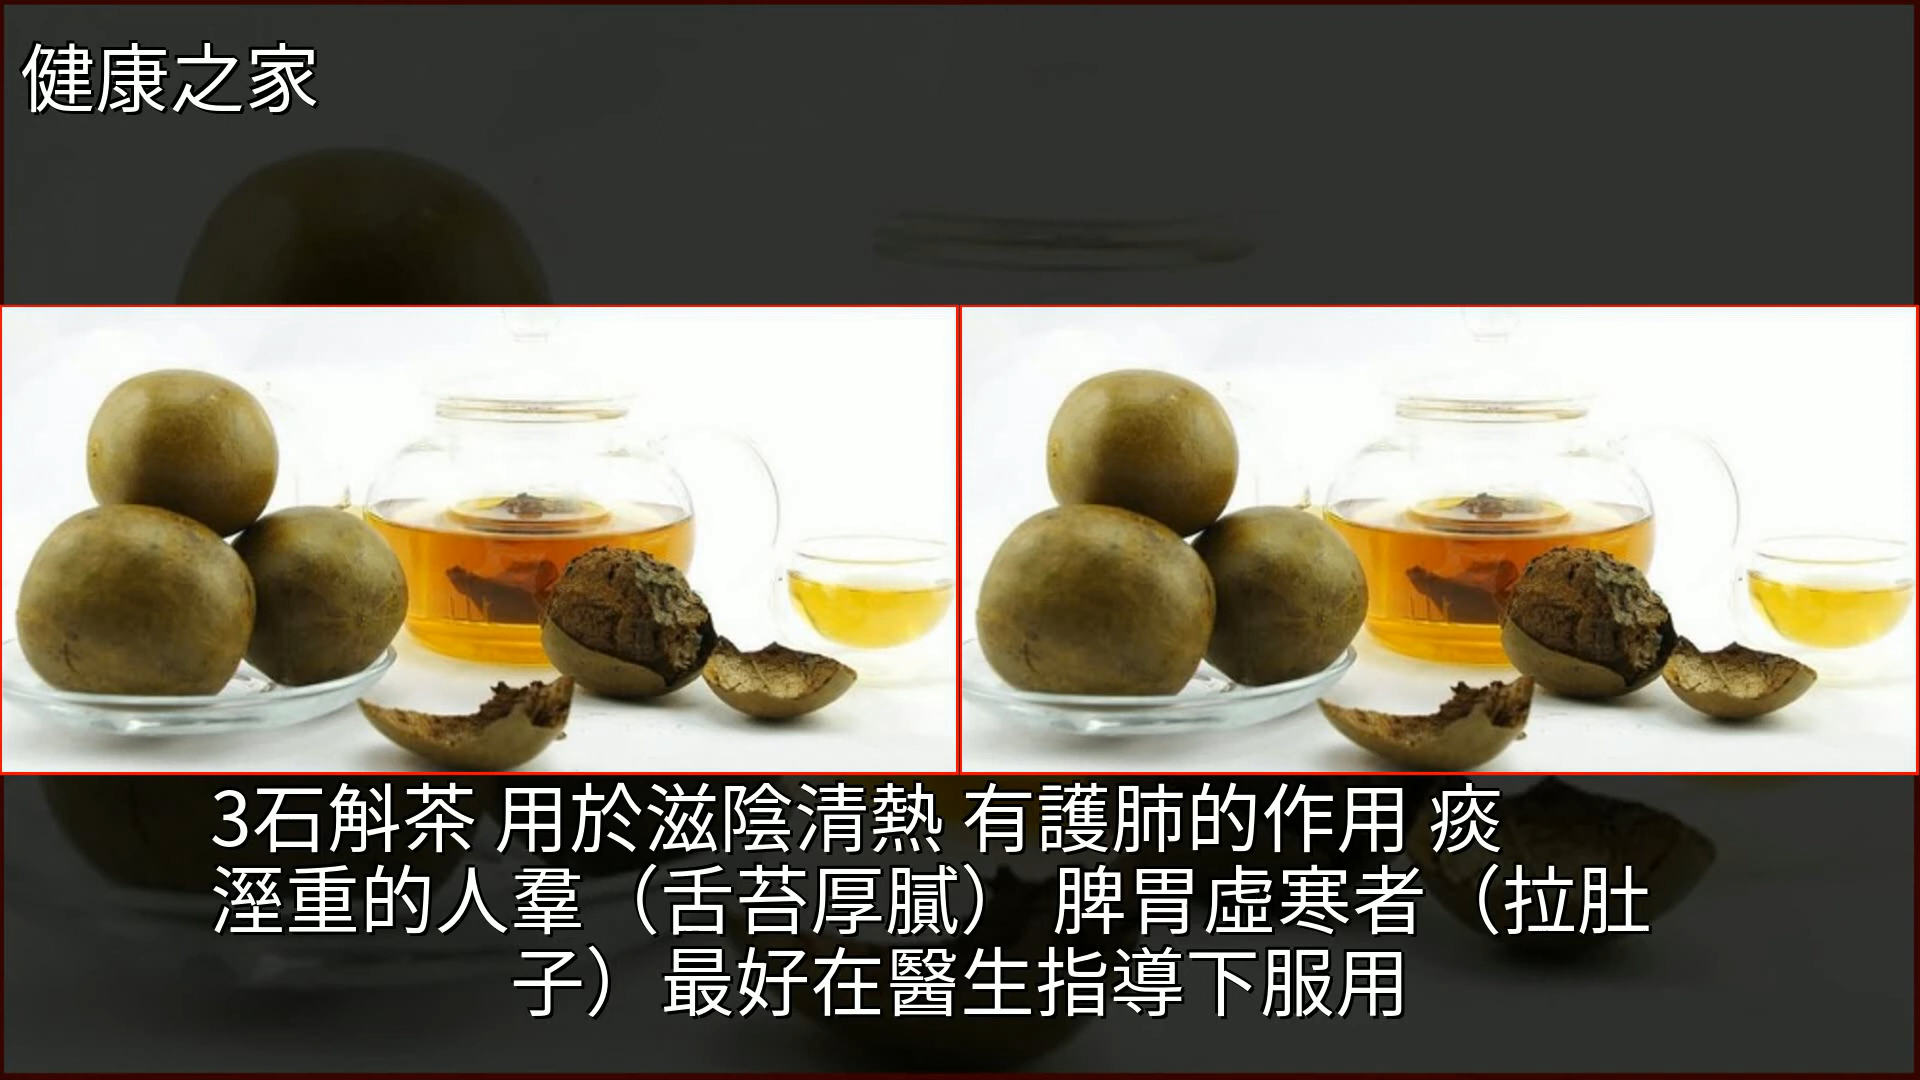 健康之家
3石斛茶 用於滋陰清熱 有護肺的作用 痰
溼重的人羣（舌苔厚膩） 脾胃虛寒者（拉肚
子）最好在醫生指導下服用